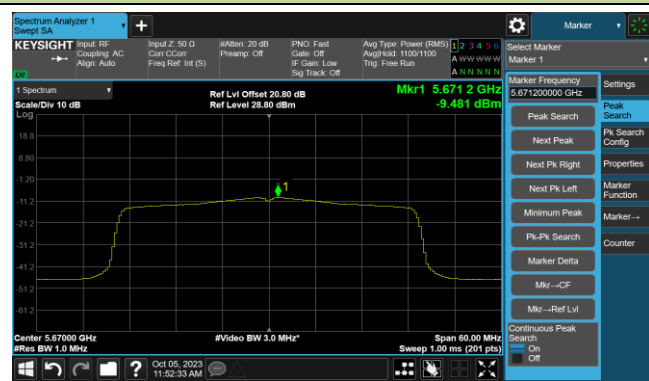 Spectrum Analyzer 1
Swept SA
+
Marker
KEYSIGHT
Input: RF
Coupling: AC
Align: Auto
Input Z: 50 Ω
Corr CCorr
Freq Ref: Int (S)
#Atten: 20 dB
Preamp: Off
PNO: Fast
Gate: Off
IF Gain: Low
Sig Track: Off
Avg Type: Power (RMS)
Avg|Hold: 1100/1100
Trig: Free Run
1 2 3 4 5 6
A W W W W W
A N N N N N
LVI
Select Marker
Marker 1
1 Spectrum
Scale/Div 10 dB
Log
Ref Lvl Offset 20.80 dB
Ref Level 28.80 dBm
Mkr1 5.671 2 GHz
-9.481 dBm
18.8
8.80
-1.20
-11.2
-21.2
-31.2
-41.2
-51.2
-61.2
1
Center 5.67000 GHz
#Res BW 1.0 MHz
#Video BW 3.0 MHz*
Span 60.00 MHz
Sweep 1.00 ms (201 pts)
Marker Frequency
5.671200000 GHz
Peak Search
Next Peak
Next Pk Right
Next Pk Left
Minimum Peak
Pk-Pk Search
Marker Delta
Mkr→CF
Mkr→Ref Lvl
Continuous Peak
Search
On
Off
Settings
Peak
Search
Pk Search
Config
Properties
Marker
Function
Marker→
Counter
?
Oct 05, 2023
11:52:33 AM